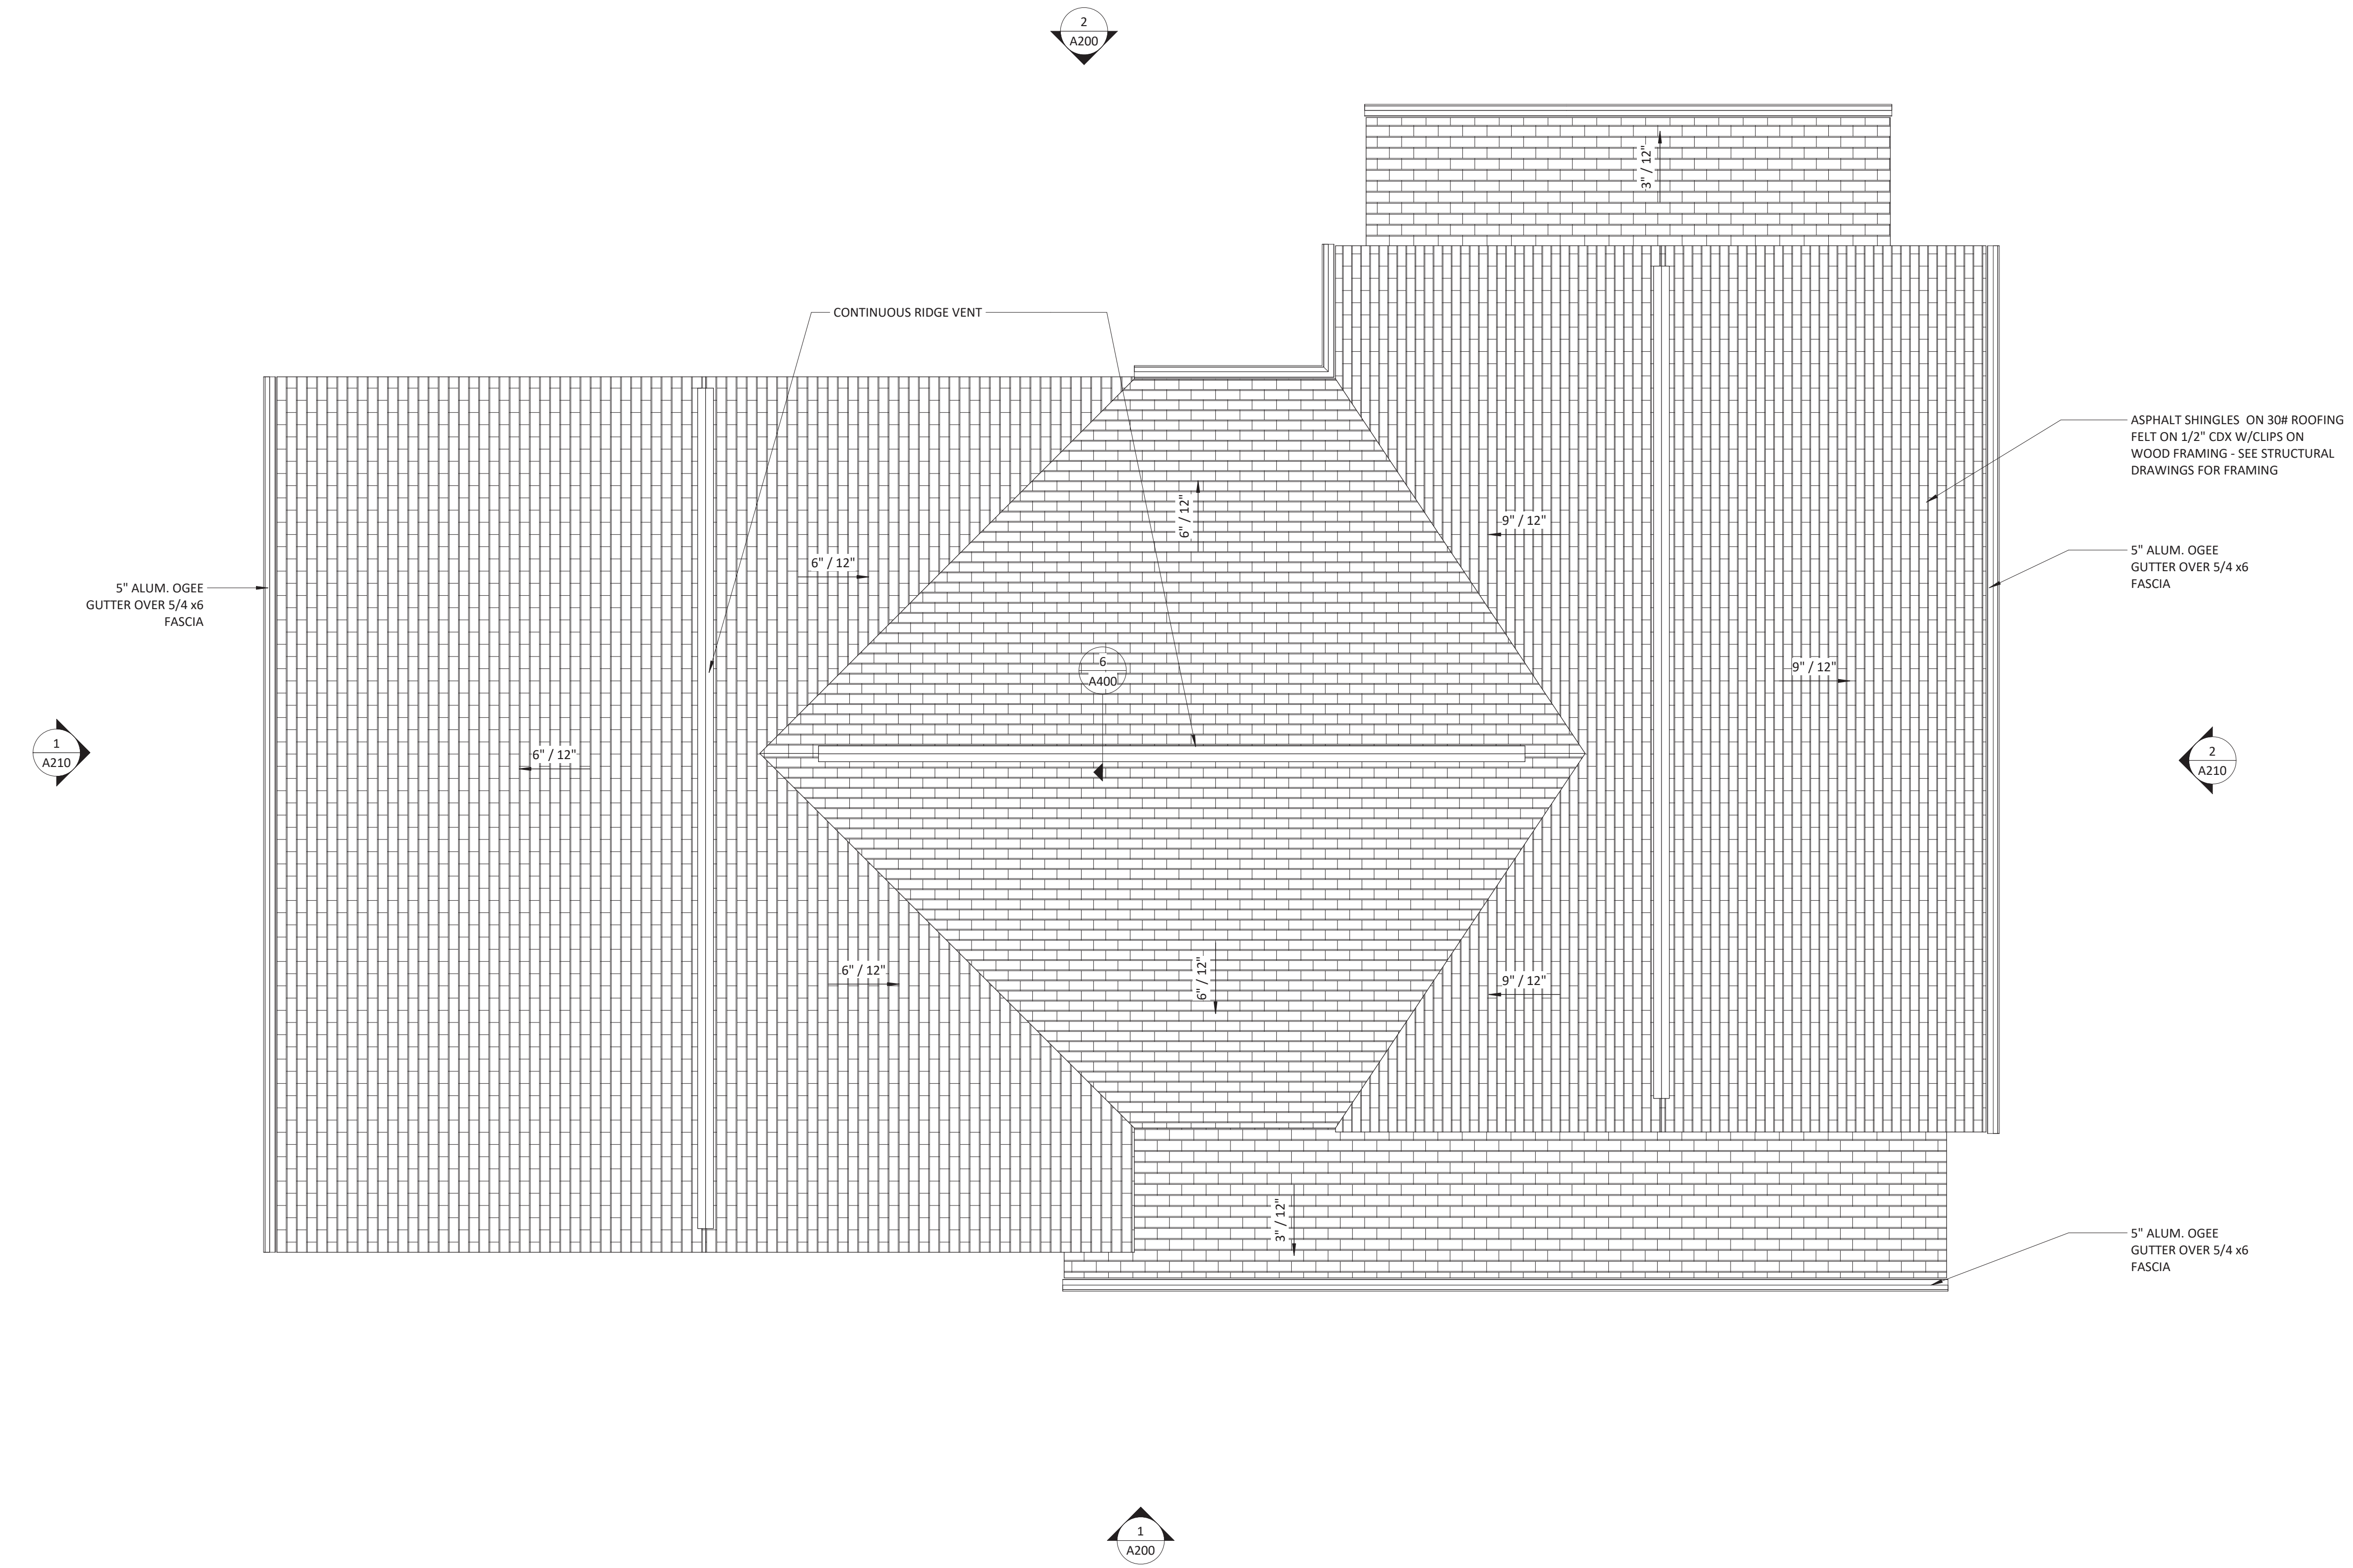 2
A200
3" / 12"
CONTINUOUS RIDGE VENT
ASPHALT SHINGLES ON 30# ROOFING
FELT ON 1/2" CDX W/CLIPS ON
WOOD FRAMING - SEE STRUCTURAL
DRAWINGS FOR FRAMING
6" / 12"
9" / 12"
6" / 12"
5" ALUM. OGEE
GUTTER OVER 5/4 x6
FASCIA
5" ALUM. OGEE
GUTTER OVER 5/4 x6
FASCIA
6
A400
9" / 12"
1
A210
6" / 12"
2
A210
6" / 12"
6" / 12"
9" / 12"
3" / 12"
5" ALUM. OGEE
GUTTER OVER 5/4 x6
FASCIA
1
A200